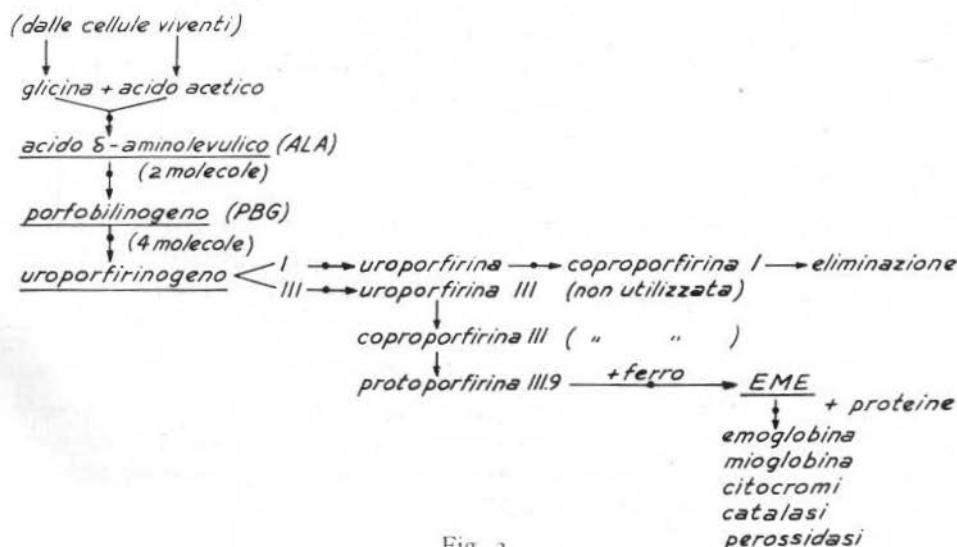 (dalle cellule viventi)
glicina + acido acetico
acido δ-aminolevulico (ALA)
(2 molecole)
porfobilinogeno (PBG)
(4 molecole)
uroporfirinogeno
I uroporfirina coproporfirina I eliminazione
III uroporfirina III (non utilizzata)
coproporfirina III ( " " )
protoporfirina III.9 + ferro EME
+ proteine
emoglobina
mioglobina
citocromi
catalasi
perossidasi
Fig.